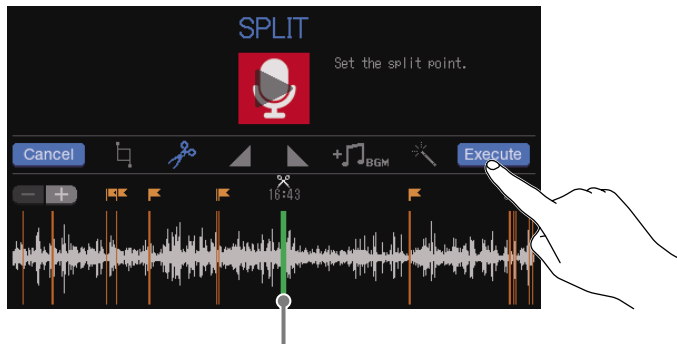 SPLIT
Set the split point.
Cancel
+ BGM
Execute
− +
16:43